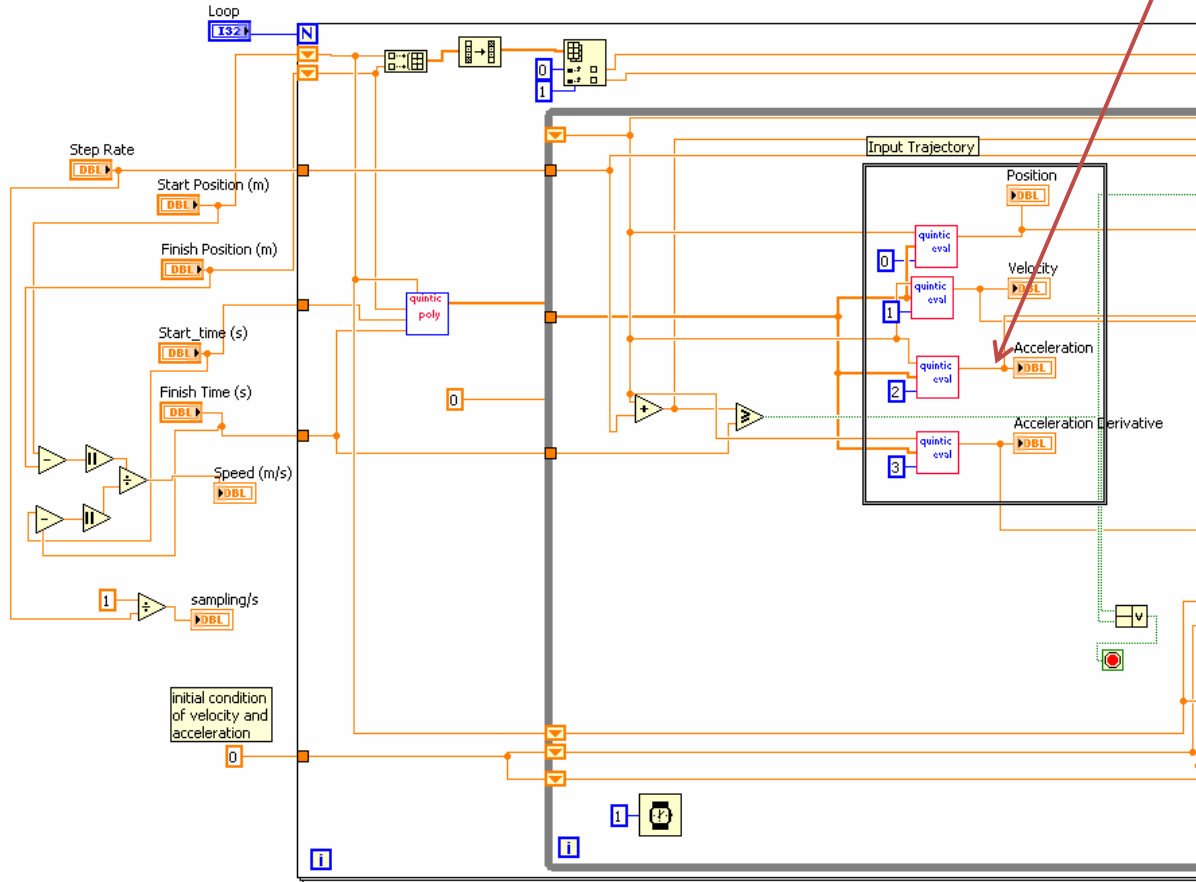 Loop
I32
N
0
1
Step Rate
DBL
Start Position (m)
DBL
Finish Position (m)
DBL
Start_time (s)
DBL
Finish Time (s)
DBL
Speed (m/s)
DBL
-
-
÷
1
÷
sampling/s
DBL
initial condition
of velocity and
acceleration
0
quintic
poly
0
+
≥
Input Trajectory
Position
DBL
quintic
eval
0
Velocity
DBL
quintic
eval
1
Acceleration
DBL
quintic
eval
2
Acceleration Derivative
DBL
quintic
eval
3
v
1
i
i